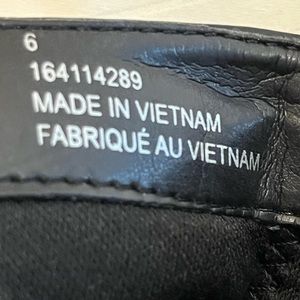 6
164114289
MADE IN VIETNAM
FABRIQUÉ AU VIETNAM